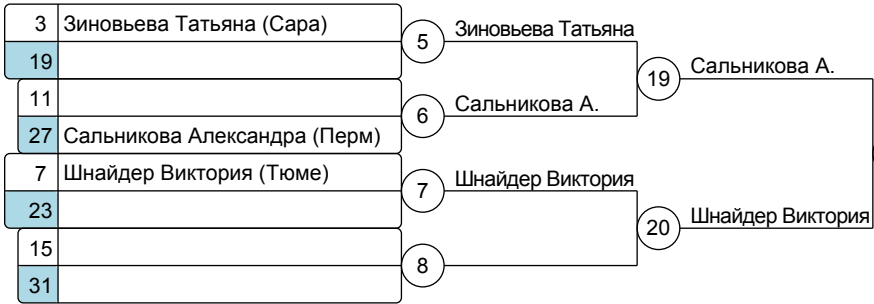 3 Зиновьева Татьяна (Сара)
19
11
27 Сальникова Александра (Перм)
7 Шнайдер Виктория (Тюме)
23
15
31
5 Зиновьева Татьяна
6 Сальникова А.
7 Шнайдер Виктория
8
19 Сальникова А.
20 Шнайдер Виктория